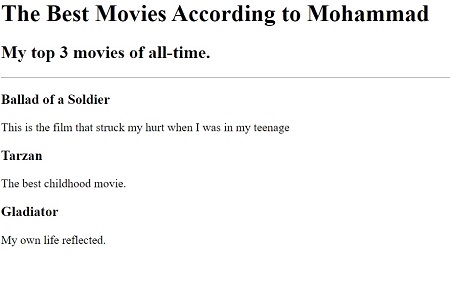 The Best Movies According to Mohammad
My top 3 movies of all-time.
Ballad of a Soldier
This is the film that struck my hurt when I was in my teenage
Tarzan
The best childhood movie.
Gladiator
My own life reflected.